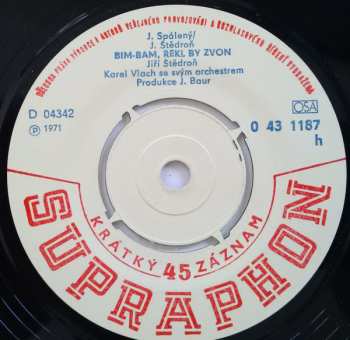 J. Spálený/
J. Štědroň
BIM-BAM, ŘEKL BY ZVON
Jiří Štědroň
Karel Vlach se svým orchestrem
Produkce J. Baur
D 04342
Ⓟ 1971
OSA
0 43 1187
h
KRÁTKÝ 45 ZÁZNAM
SUPRAPHON